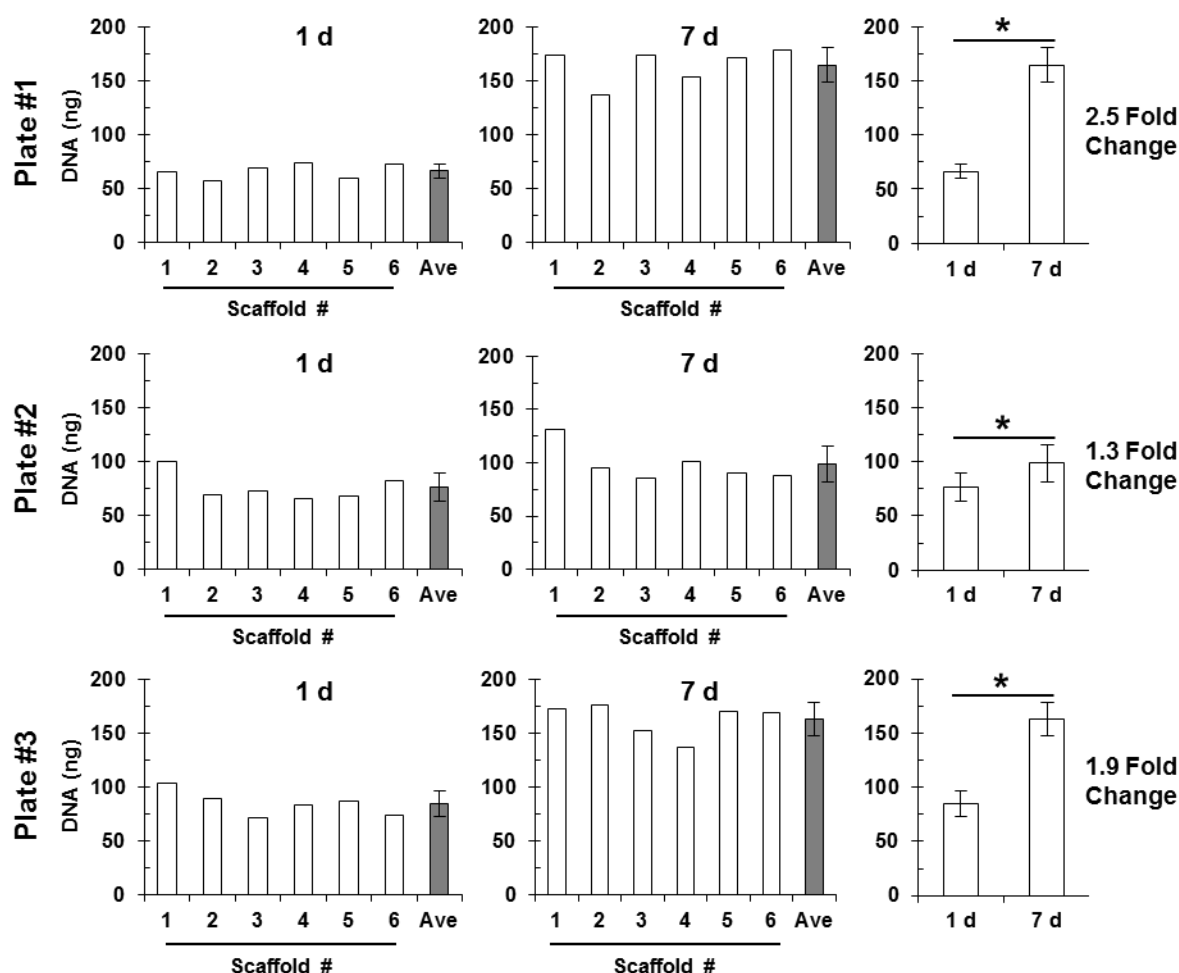 Plate #1
DNA (ng)
200
150
100
50
0
1 d
1 2 3 4 5 6 Ave
Scaffold #
200
150
100
50
0
7 d
1 2 3 4 5 6 Ave
Scaffold #
200
150
100
50
0
*
1 d 7 d
2.5 Fold
Change
Plate #2
DNA (ng)
200
150
100
50
0
1 d
1 2 3 4 5 6 Ave
Scaffold #
200
150
100
50
0
7 d
1 2 3 4 5 6 Ave
Scaffold #
200
150
100
50
0
*
1 d 7 d
1.3 Fold
Change
Plate #3
DNA (ng)
200
150
100
50
0
1 d
1 2 3 4 5 6 Ave
Scaffold #
200
150
100
50
0
7 d
1 2 3 4 5 6 Ave
Scaffold #
200
150
100
50
0
*
1 d 7 d
1.9 Fold
Change